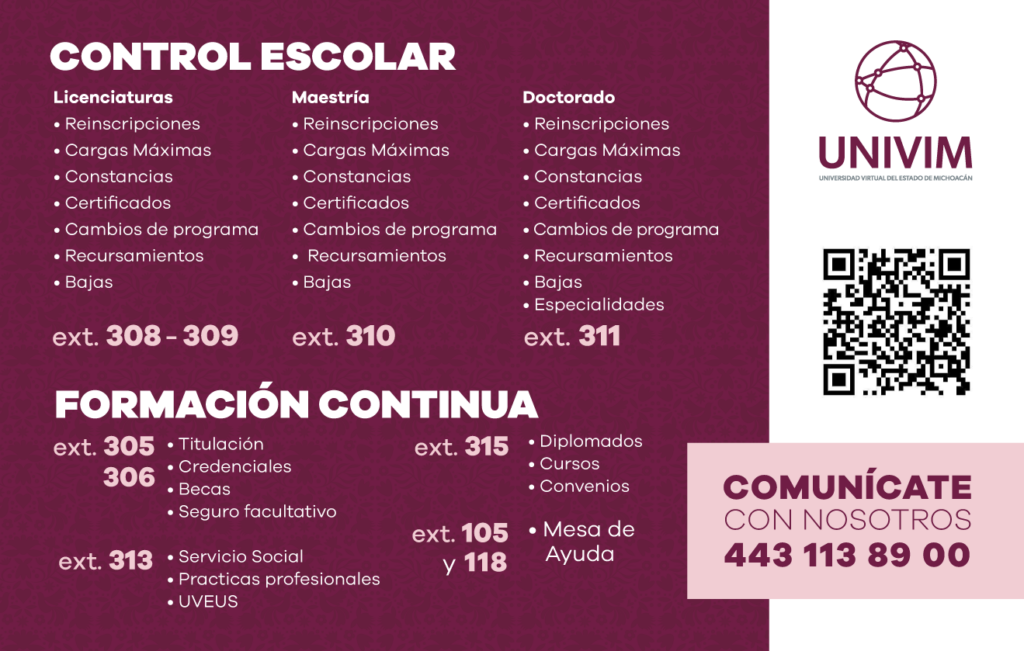 CONTROL ESCOLAR
Licenciaturas
• Reinscripciones
• Cargas Máximas
• Constancias
• Certificados
• Cambios de programa
• Recursamientos
• Bajas
ext. 308 - 309
Maestría
• Reinscripciones
• Cargas Máximas
• Constancias
• Certificados
• Cambios de programa
• Recursamientos
• Bajas
ext. 310
Doctorado
• Reinscripciones
• Cargas Máximas
• Constancias
• Certificados
• Cambios de programa
• Recursamientos
• Bajas
• Especialidades
ext. 311
FORMACIÓN CONTINUA
ext. 305
306
• Titulación
• Credenciales
• Becas
• Seguro facultativo
ext. 313
• Servicio Social
• Practicas profesionales
• UVEUS
ext. 315
• Diplomados
• Cursos
• Convenios
ext. 105
y 118
• Mesa de
Ayuda
UNIVIM
UNIVERSIDAD VIRTUAL DEL ESTADO DE MICHOACÁN
COMUNÍCATE
CON NOSOTROS
443 113 89 00